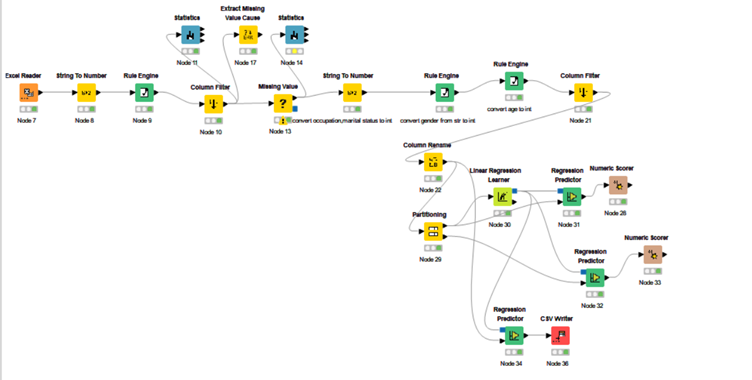 Statistics
Extract Missing
Value Cause
Statistics
Node 11
Node 17
Node 14
Excel Reader
String To Number
Rule Engine
Column Filter
Missing Value
String To Number
Rule Engine
Rule Engine
Column Filter
Node 7
Node 8
Node 9
Node 10
Node 13
convert occupation,marital status to int
convert gender from str to int
convert age to int
Node 21
Column Rename
Node 22
Partitioning
Node 29
Linear Regression
Learner
Node 30
Regression
Predictor
Node 31
Numeric Scorer
Node 28
Regression
Predictor
Node 32
Numeric Scorer
Node 33
Regression
Predictor
Node 34
CSV Writer
Node 36